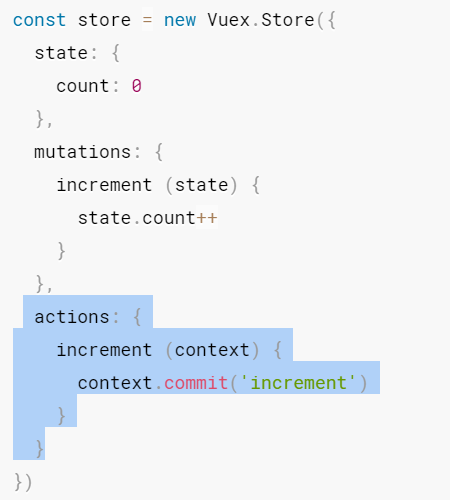 const store = new Vuex.Store({
  state: {
    count: 0
  },
  mutations: {
    increment (state) {
      state.count++
    }
  },
  actions: {
    increment (context) {
      context.commit('increment')
    }
  }
})